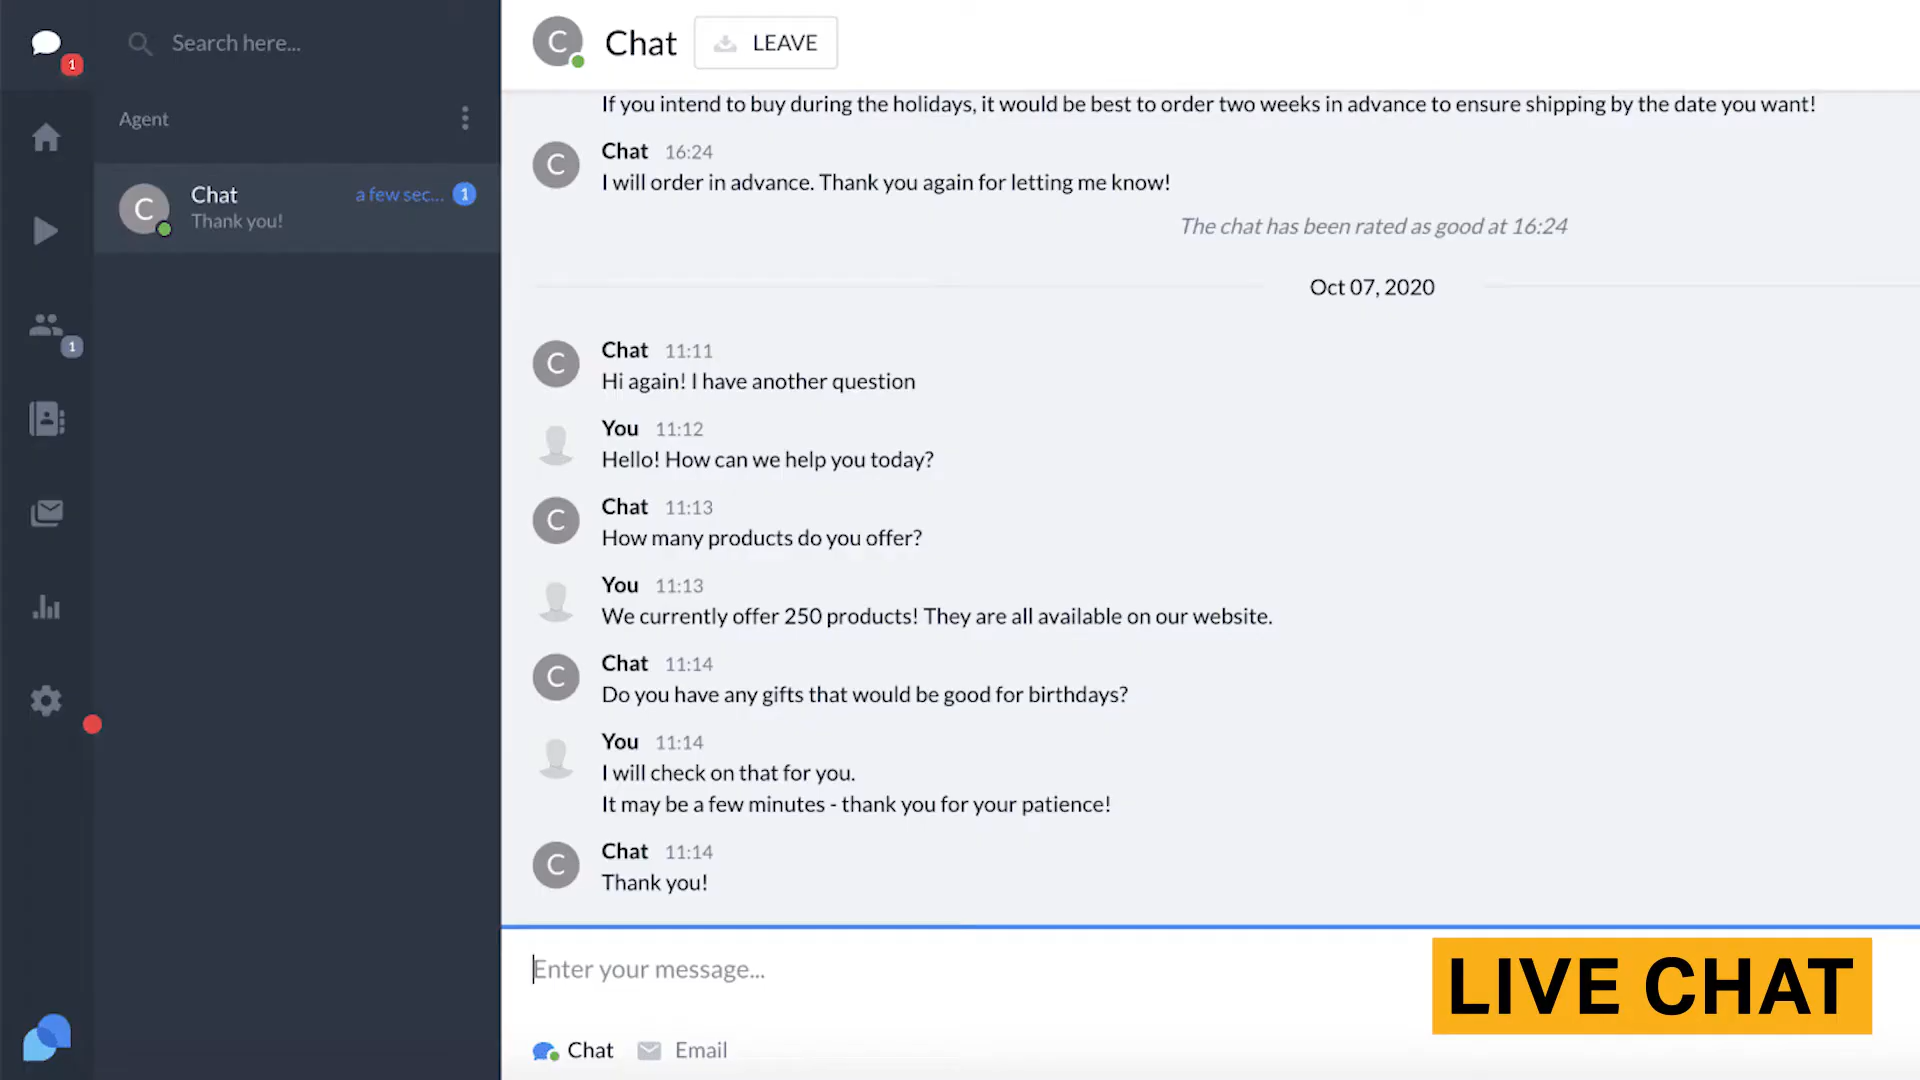 1
Search here...
Agent
Chat a few sec... 1
Thank you!
1
C
C
Chat
LEAVE
If you intend to buy during the holidays, it would be best to order two weeks in advance to ensure shipping by the date you want!
C
Chat 16:24
I will order in advance. Thank you again for letting me know!
The chat has been rated as good at 16:24
Oct 07, 2020
C
Chat 11:11
Hi again! I have another question
You 11:12
Hello! How can we help you today?
C
Chat 11:13
How many products do you offer?
You 11:13
We currently offer 250 products! They are all available on our website.
C
Chat 11:14
Do you have any gifts that would be good for birthdays?
You 11:14
I will check on that for you.
It may be a few minutes - thank you for your patience!
C
Chat 11:14
Thank you!
Enter your message...
LIVE CHAT
Chat Email